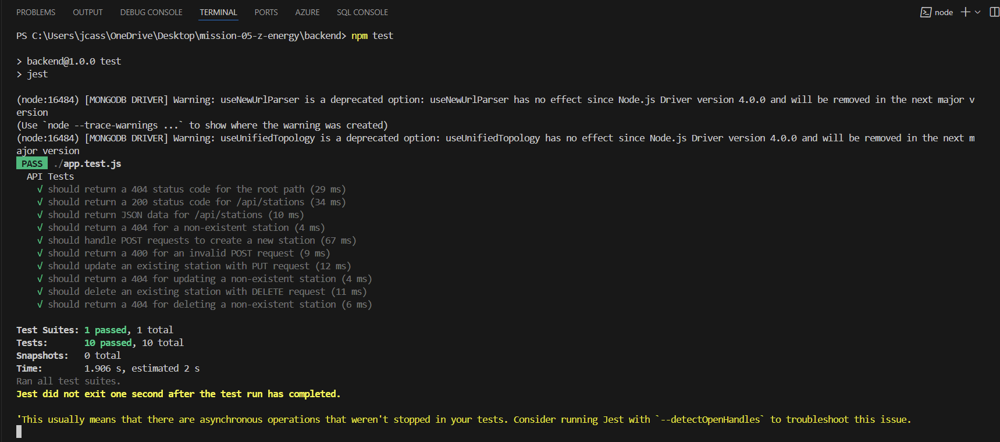 PROBLEMS OUTPUT DEBUG CONSOLE TERMINAL PORTS AZURE SQL CONSOLE node
PS C:\Users\jcass\OneDrive\Desktop\mission-05-z-energy\backend> npm test
> backend@1.0.0 test
> jest
(node:16484) [MONGODB DRIVER] Warning: useNewUrlParser is a deprecated option: useNewUrlParser has no effect since Node.js Driver version 4.0.0 and will be removed in the next major v
ersion
(Use `node --trace-warnings ...` to show where the warning was created)
(node:16484) [MONGODB DRIVER] Warning: useUnifiedTopology is a deprecated option: useUnifiedTopology has no effect since Node.js Driver version 4.0.0 and will be removed in the next m
ajor version
PASS ./app.test.js
API Tests
√ should return a 404 status code for the root path (29 ms)
√ should return a 200 status code for /api/stations (34 ms)
√ should return JSON data for /api/stations (10 ms)
√ should return a 404 for a non-existent station (4 ms)
√ should handle POST requests to create a new station (67 ms)
√ should return a 400 for an invalid POST request (9 ms)
√ should update an existing station with PUT request (12 ms)
√ should return a 404 for updating a non-existent station (4 ms)
√ should delete an existing station with DELETE request (11 ms)
√ should return a 404 for deleting a non-existent station (6 ms)
Test Suites: 1 passed, 1 total
Tests: 10 passed, 10 total
Snapshots: 0 total
Time: 1.906 s, estimated 2 s
Ran all test suites.
Jest did not exit one second after the test run has completed.
'This usually means that there are asynchronous operations that weren't stopped in your tests. Consider running Jest with `--detectOpenHandles` to troubleshoot this issue.